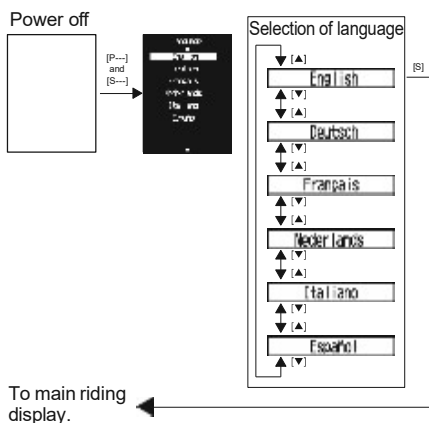 Power off
[P---]
and
[S---]
Selection of language
[▲]
English
[▼]
[▲]
Deutsch
[▼]
[▲]
Français
[▼]
[▲]
Nederlands
[▼]
[▲]
Italiano
[▼]
[▲]
Español
[▼]
[S]
To main riding
display.